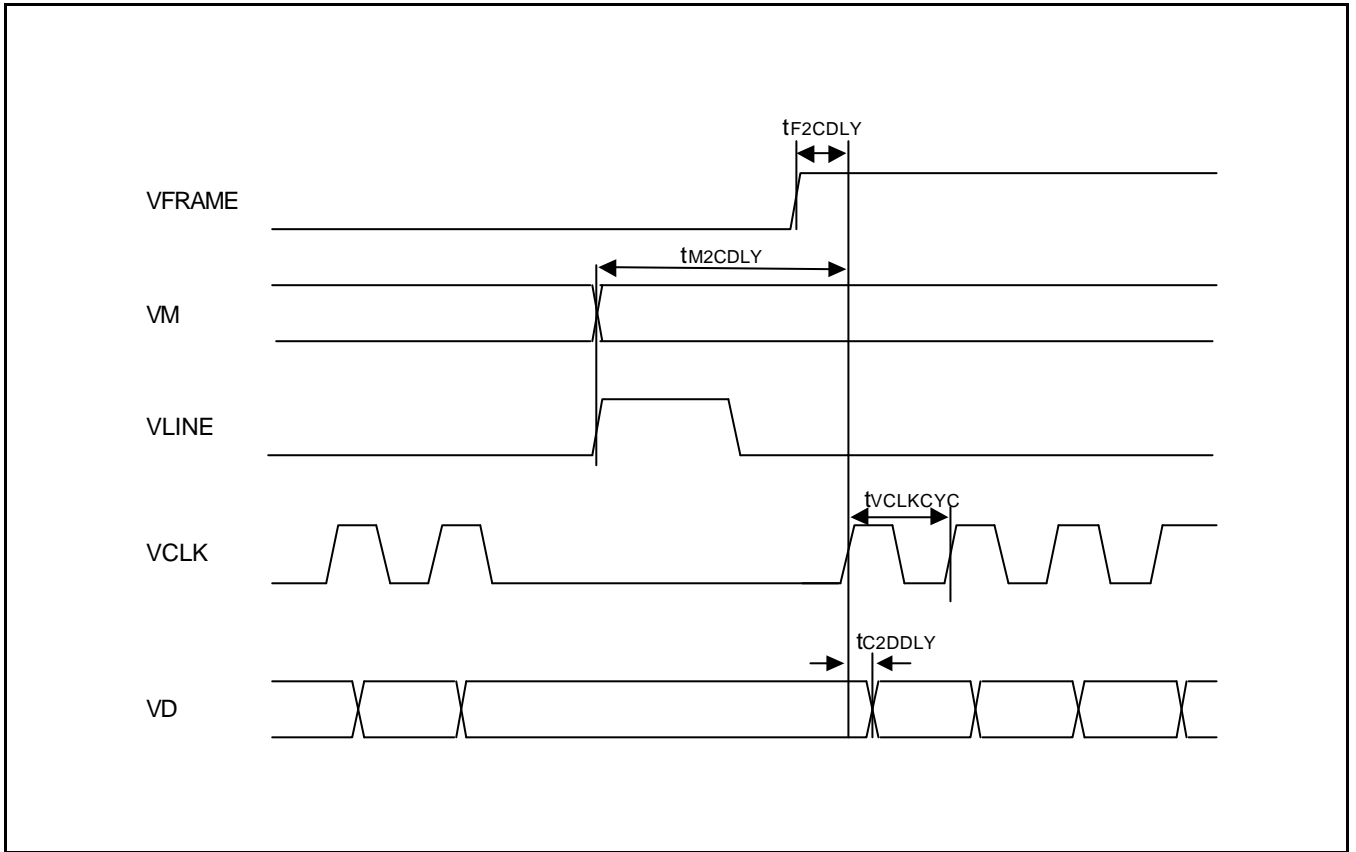 tF2CDLY
VFRAME
tM2CDLY
VM
VLINE
tVCLKCYC
VCLK
tC2DDLY
VD